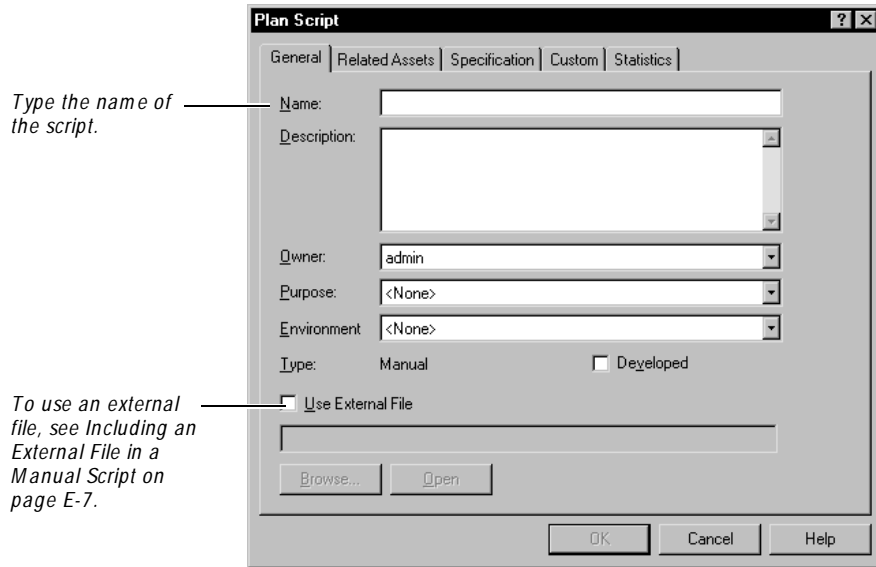 Plan Script
General Related Assets Specification Custom Statistics
Type the name of
the script.
Name:
Description:
Owner: admin
Purpose: <None>
Environment <None>
Type: Manual Developed
To use an external
file, see Including an
External File in a
Manual Script on
page E-7.
Use External File
Browse... Open
OK Cancel Help